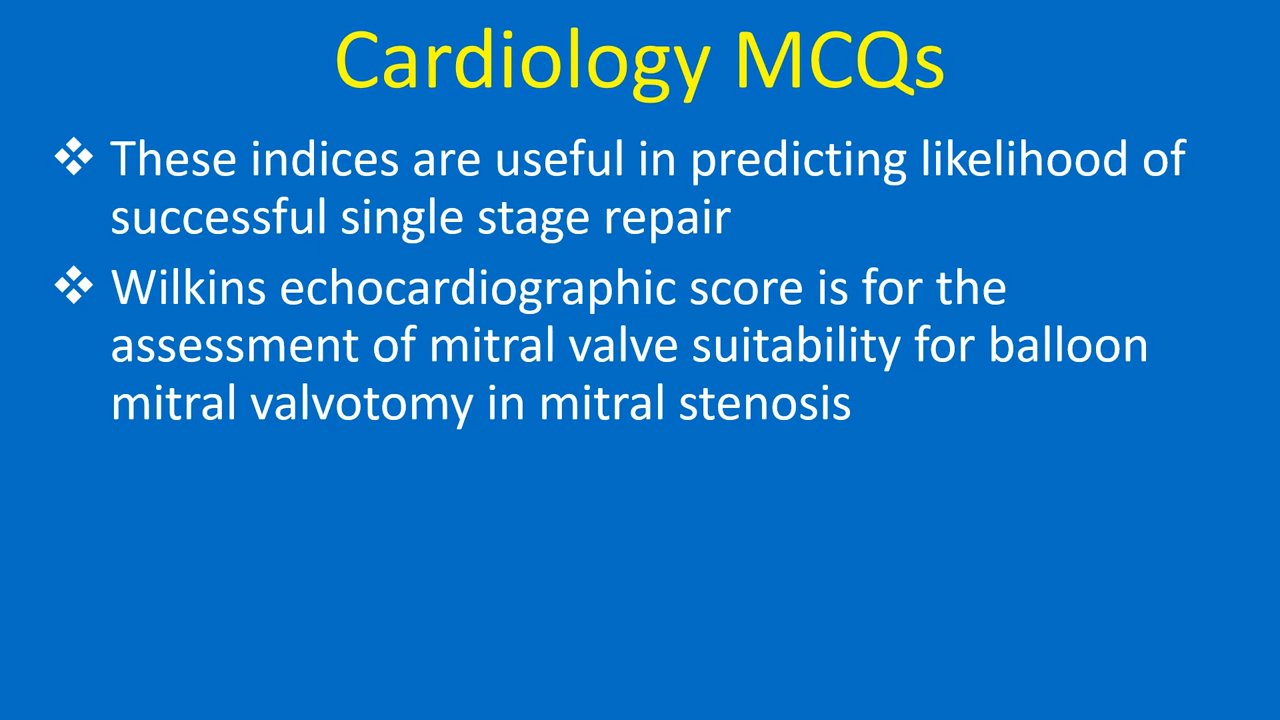 Cardiology MCQs
❖ These indices are useful in predicting likelihood of
successful single stage repair
❖ Wilkins echocardiographic score is for the
assessment of mitral valve suitability for balloon
mitral valvotomy in mitral stenosis